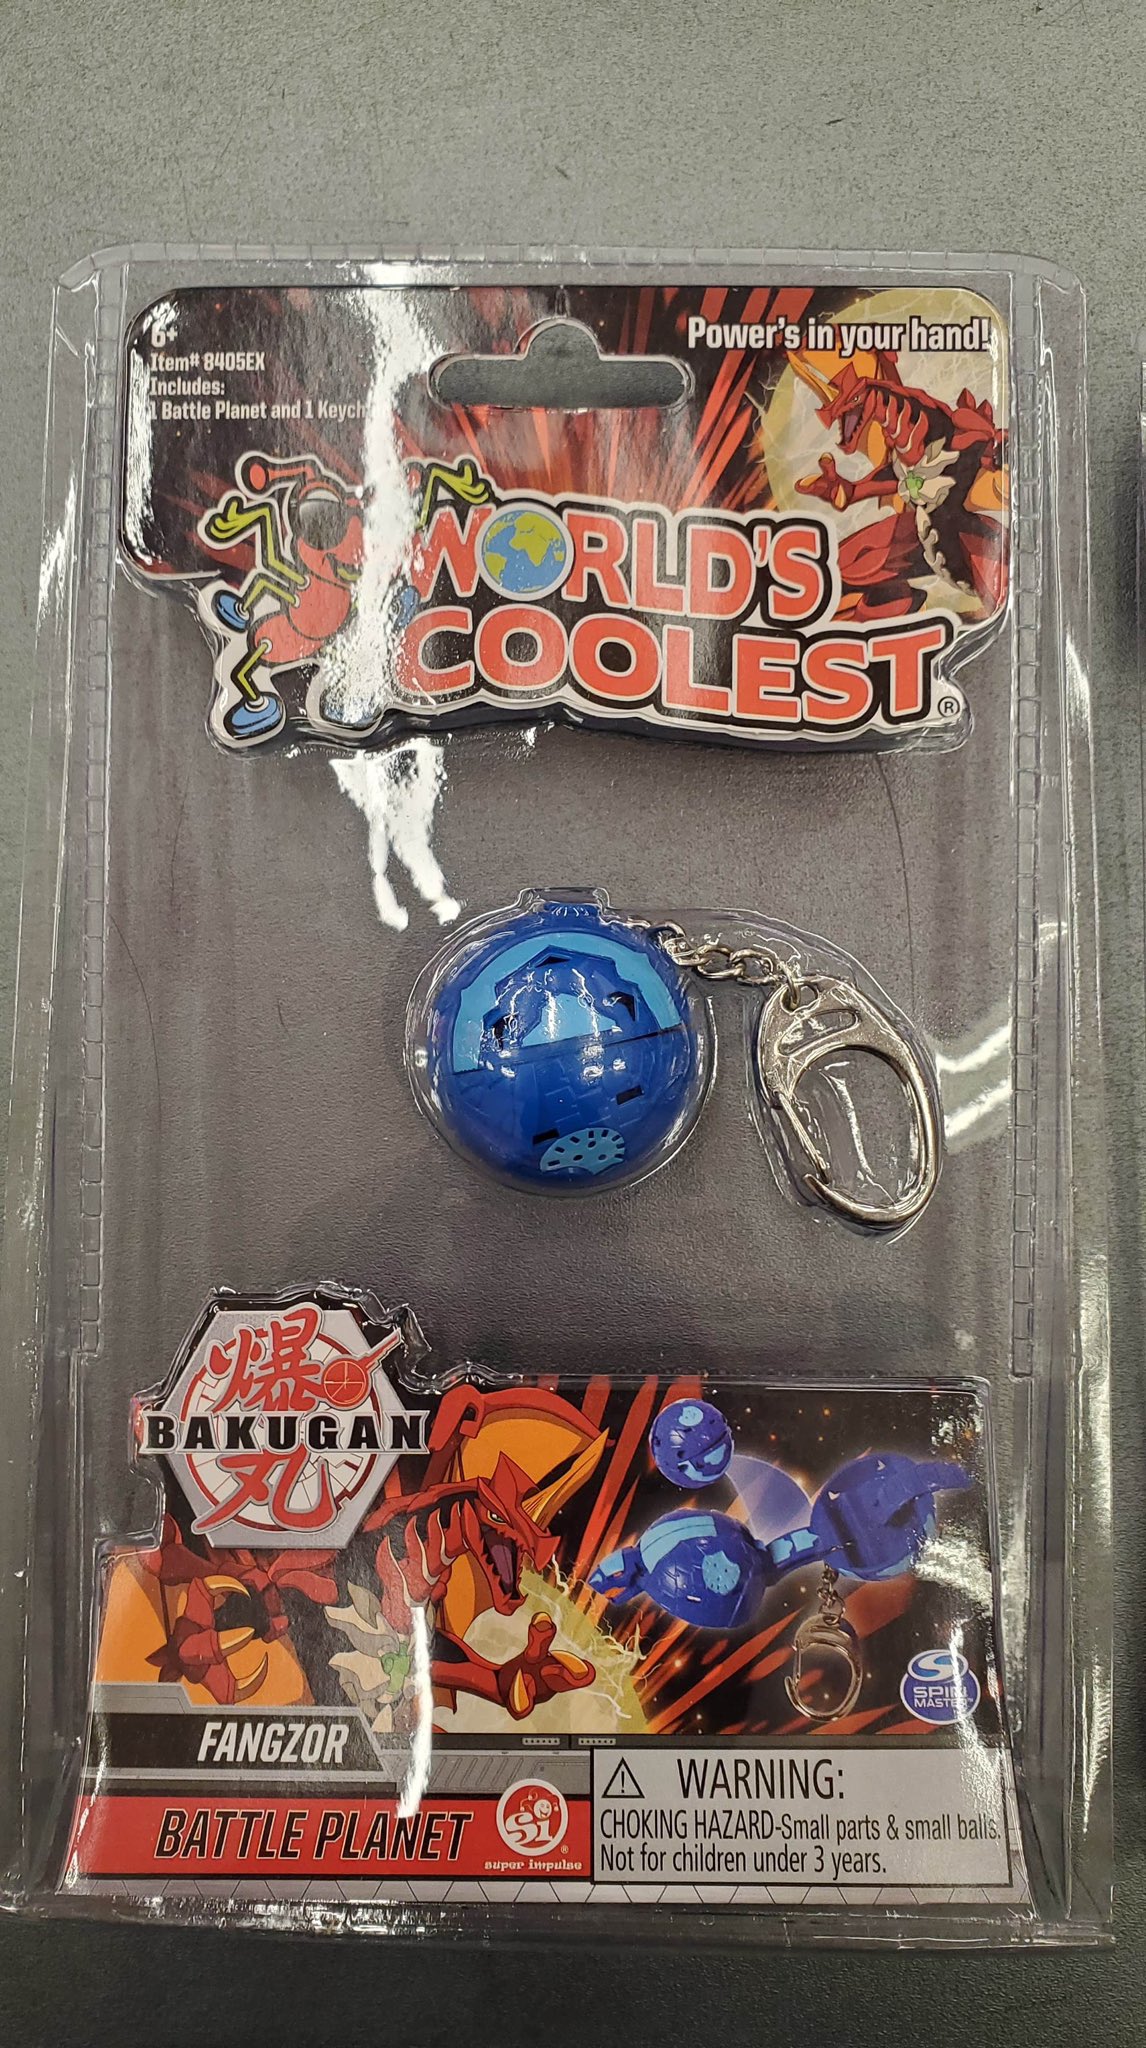 6+
Power's in your hand!
Item# 8405EX
Includes:
1 Battle Planet and 1 Keych
WORLD'S
COOLEST®
爆
BAKUGAN
丸
SPIN
MASTER™
FANGZOR
BATTLE PLANET
Si®
super impulse
WARNING:
CHOKING HAZARD-Small parts & small balls.
Not for children under 3 years.